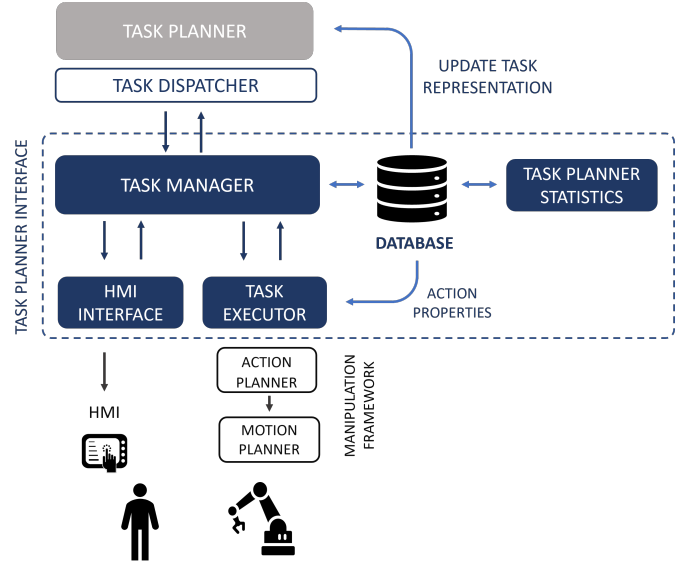 TASK PLANNER
TASK DISPATCHER
UPDATE TASK
REPRESENTATION
TASK PLANNER INTERFACE
TASK MANAGER
DATABASE
TASK PLANNER
STATISTICS
HMI
INTERFACE
TASK
EXECUTOR
ACTION
PROPERTIES
HMI
ACTION
PLANNER
MOTION
PLANNER
MANIPULATION
FRAMEWORK